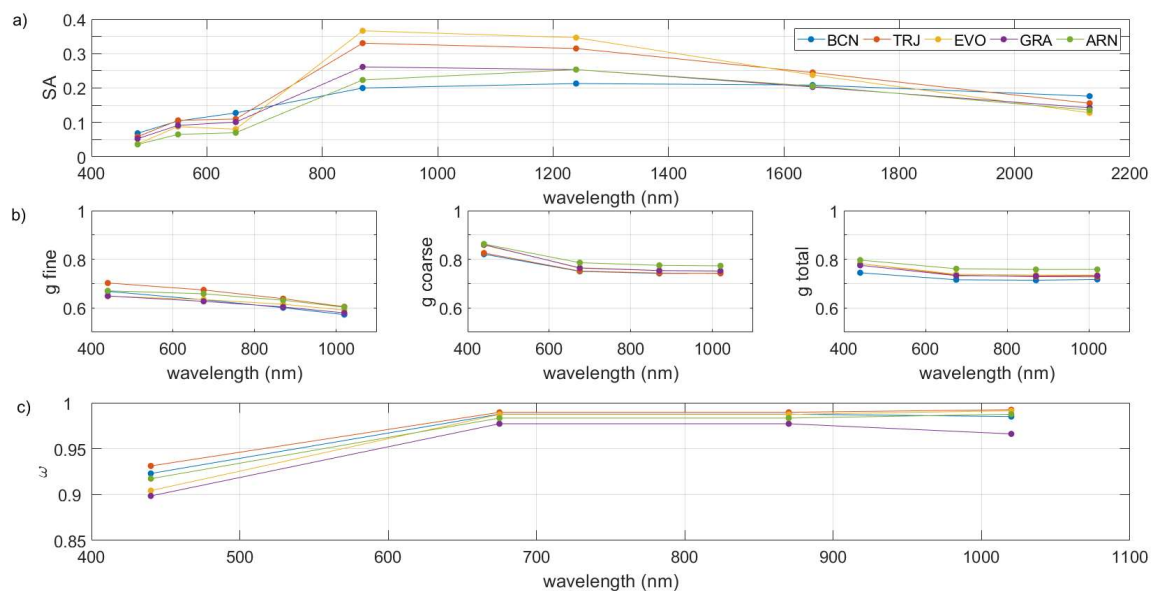 a)
SA
0.4
0.3
0.2
0.1
0
BCN TRJ EVO GRA ARN
400 600 800 1000 1200 1400 1600 1800 2000 2200
wavelength (nm)
b)
g fine
1
0.8
0.6
400 600 800 1000
wavelength (nm)
g coarse
1
0.8
0.6
400 600 800 1000
wavelength (nm)
g total
1
0.8
0.6
400 600 800 1000
wavelength (nm)
c)
ω
1
0.95
0.9
0.85
400 500 600 700 800 900 1000 1100
wavelength (nm)